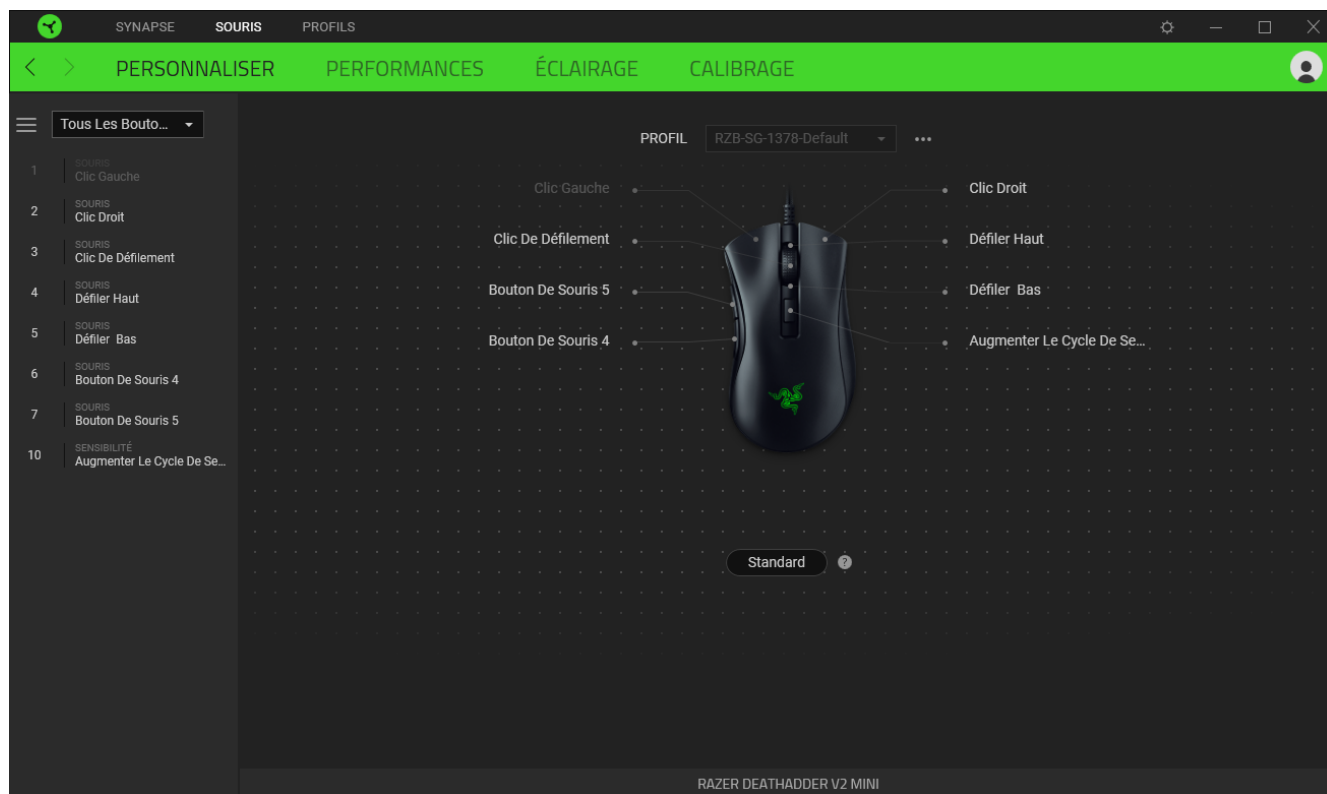 SYNAPSE SOURIS PROFILS
PERSONNALISER PERFORMANCES ÉCLAIRAGE CALIBRAGE
Tous Les Bouto...
PROFIL RZB-SG-1378-Default
1 SOURIS
Clic Gauche
2 SOURIS
Clic Droit
3 SOURIS
Clic De Défilement
4 SOURIS
Défiler Haut
5 SOURIS
Défiler Bas
6 SOURIS
Bouton De Souris 4
7 SOURIS
Bouton De Souris 5
10 SENSIBILITÉ
Augmenter Le Cycle De Se...
Clic Gauche
Clic De Défilement
Bouton De Souris 5
Bouton De Souris 4
Clic Droit
Défiler Haut
Défiler Bas
Augmenter Le Cycle De Se...
Standard ?
RAZER DEATHADDER V2 MINI